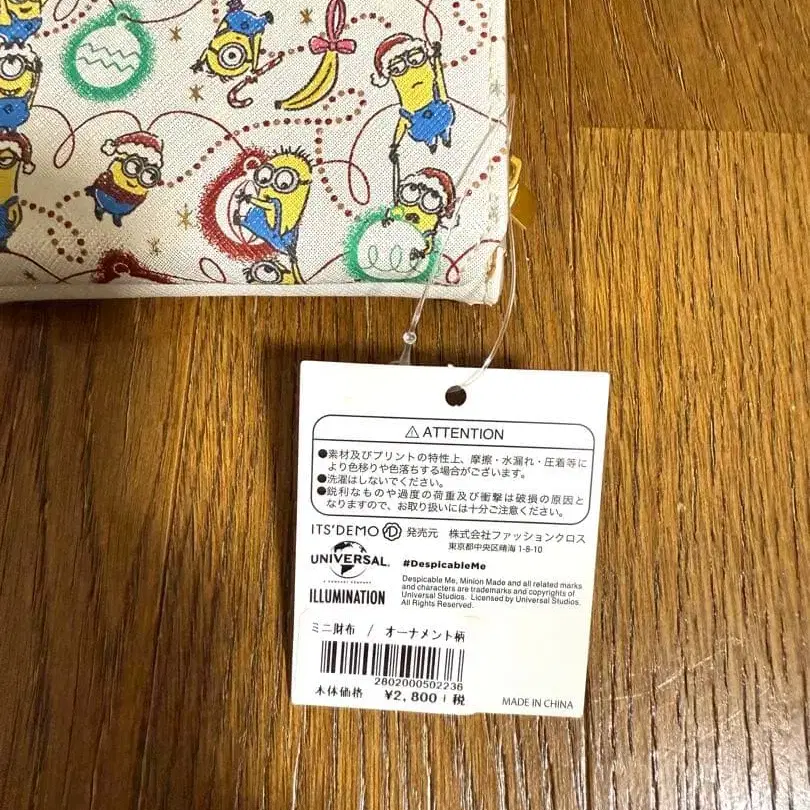 ⚠ ATTENTION
●素材及びプリントの特性上、摩擦・水漏れ・圧着等に
より色移りや色落ちする場合がございます。
●洗濯はしないでください。
●鋭利なものや過度の荷重及び衝撃は破損の原因と
なりますので、お取り扱いには十分ご注意ください。
ITS'DEMO 発売元 株式会社ファッションクロス
東京都中央区晴海 1-8-10
UNIVERSAL
A COMCAST COMPANY
ILLUMINATION
#DespicableMe
Despicable Me, Minion Made and all related marks
and characters are trademarks and copyrights of
Universal Studios. Licensed by Universal Studios.
All Rights Reserved.
ミニ財布 / オーナメント柄
2802000502236
本体価格 ¥2,800+税
MADE IN CHINA